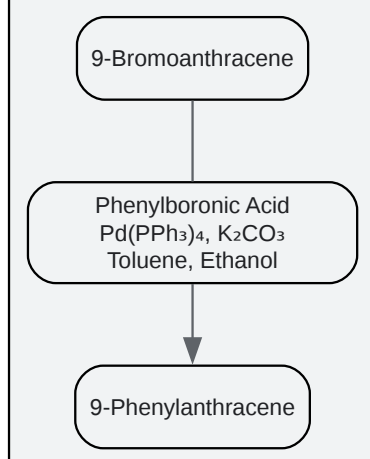 9-Bromoanthracene
Phenylboronic Acid
Pd(PPh₃)₄, K₂CO₃
Toluene, Ethanol
9-Phenylanthracene